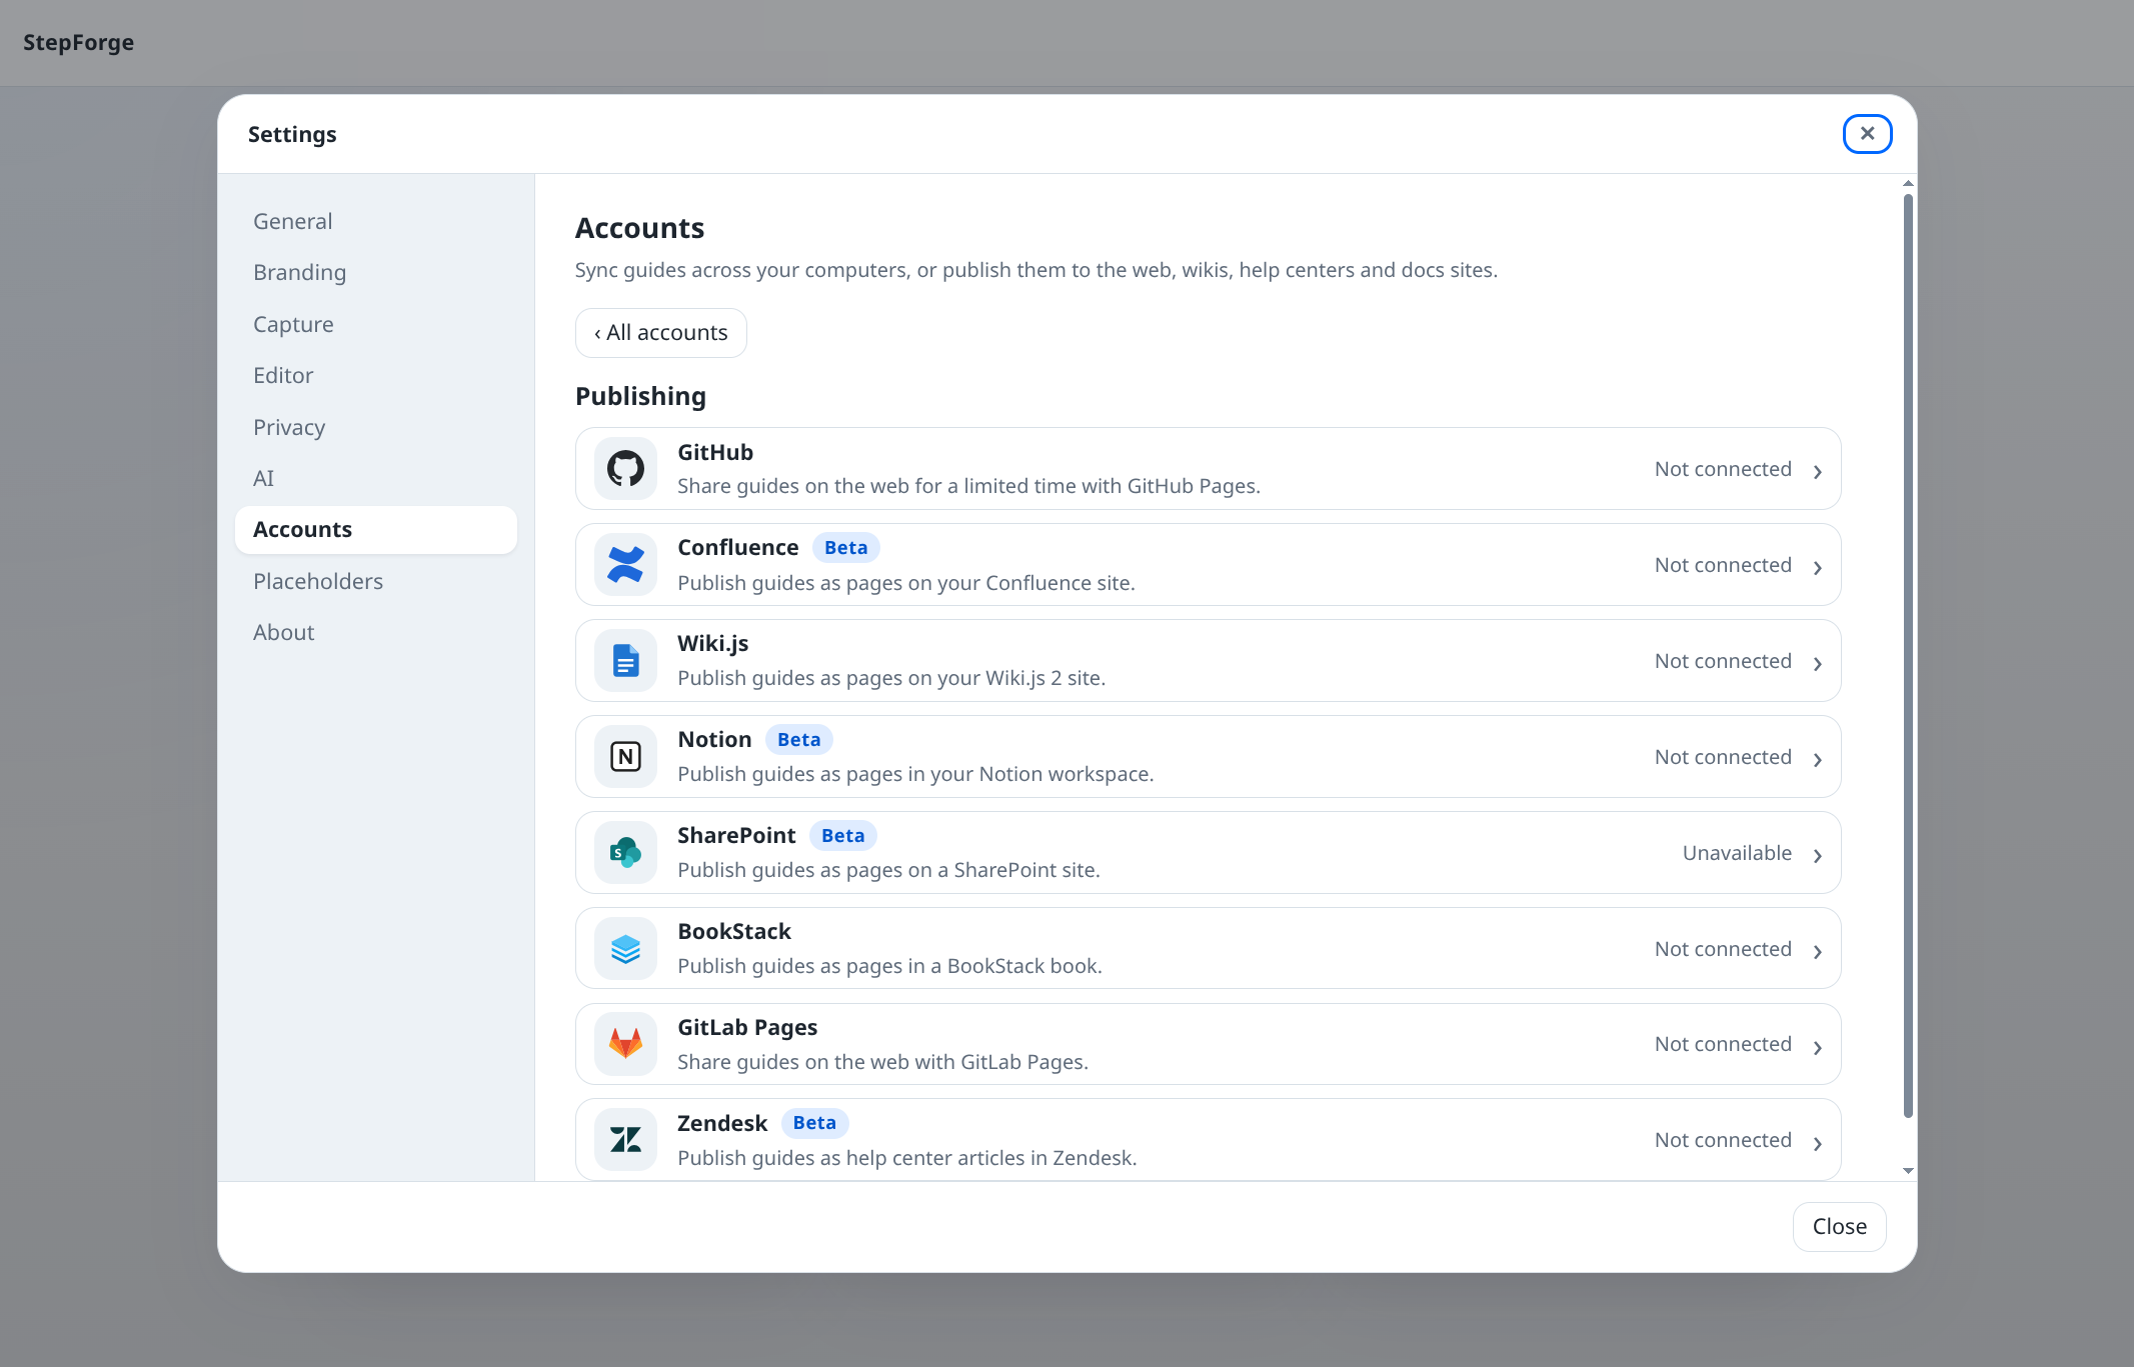 StepForge
Settings
✕
General
Branding
Capture
Editor
Privacy
AI
Accounts
Placeholders
About
Accounts
Sync guides across your computers, or publish them to the web, wikis, help centers and docs sites.
‹ All accounts
Publishing
GitHub
Share guides on the web for a limited time with GitHub Pages.
Not connected ›
Confluence Beta
Publish guides as pages on your Confluence site.
Not connected ›
Wiki.js
Publish guides as pages on your Wiki.js 2 site.
Not connected ›
N
Notion Beta
Publish guides as pages in your Notion workspace.
Not connected ›
S
SharePoint Beta
Publish guides as pages on a SharePoint site.
Unavailable ›
BookStack
Publish guides as pages in a BookStack book.
Not connected ›
GitLab Pages
Share guides on the web with GitLab Pages.
Not connected ›
Zendesk Beta
Publish guides as help center articles in Zendesk.
Not connected ›
Close